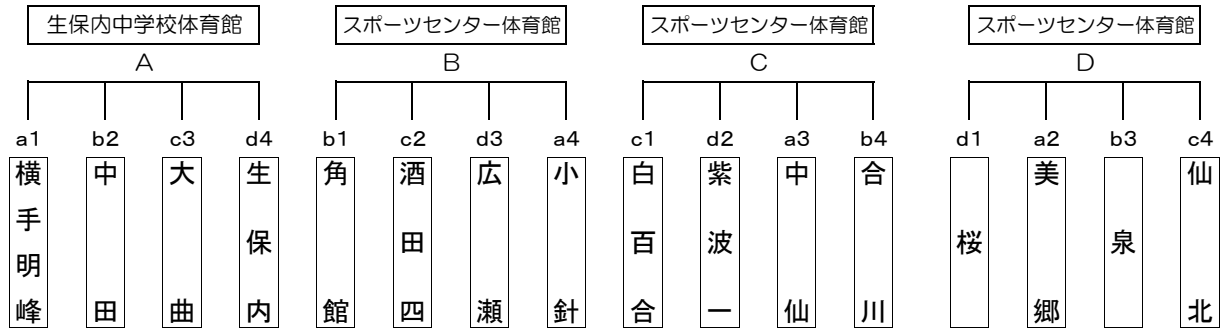 生保内中学校体育館 スポーツセンター体育館 スポーツセンター体育館 スポーツセンター体育館
A B C D
a1 b2 c3 d4 b1 c2 d3 a4 c1 d2 a3 b4 d1 a2 b3 c4
横手明峰
中田
大曲
生保内
角館
酒田四
広瀬
小針
白百合
紫波一
中仙
合川
桜
美郷
泉
仙北